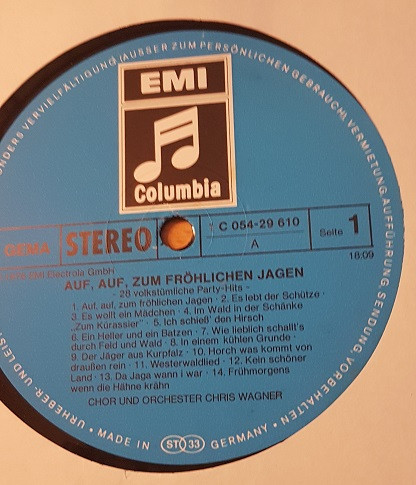 ONDERS VERVIELFÄLTIGUNG (AUSSER ZUM PERSÖNLICHEN GEBRAUCH), VERMIETUNG, AUFFÜHRUNG, SENDUNG, VORBEHALTEN.
EMI
Columbia
GEMA
STEREO
C 054-29 610
A
Seite 1
18:09
EMI Electrola GmbH
AUF, AUF, ZUM FRÖHLICHEN JAGEN
- 28 volkstümliche Party-Hits -
1. Auf, auf, zum fröhlichen Jagen · 2. Es lebt der Schütze ·
3. Es wollt ein Mädchen · 4. Im Wald in der Schänke
„Zum Kürassier" · 5. Ich schieß' den Hirsch
6. Ein Heller und ein Batzen · 7. Wie lieblich schallt's
durch Feld und Wald · 8. In einem kühlen Grunde ·
9. Der Jäger aus Kurpfalz · 10. Horch was kommt von
draußen rein · 11. Westerwaldlied · 12. Kein schöner
Land · 13. Da Jaga wann i war · 14. Frühmorgens
wenn die Hähne krähn
CHOR UND ORCHESTER CHRIS WAGNER
URHEBER- UND LEIS
· MADE IN ST 33 GERMANY ·